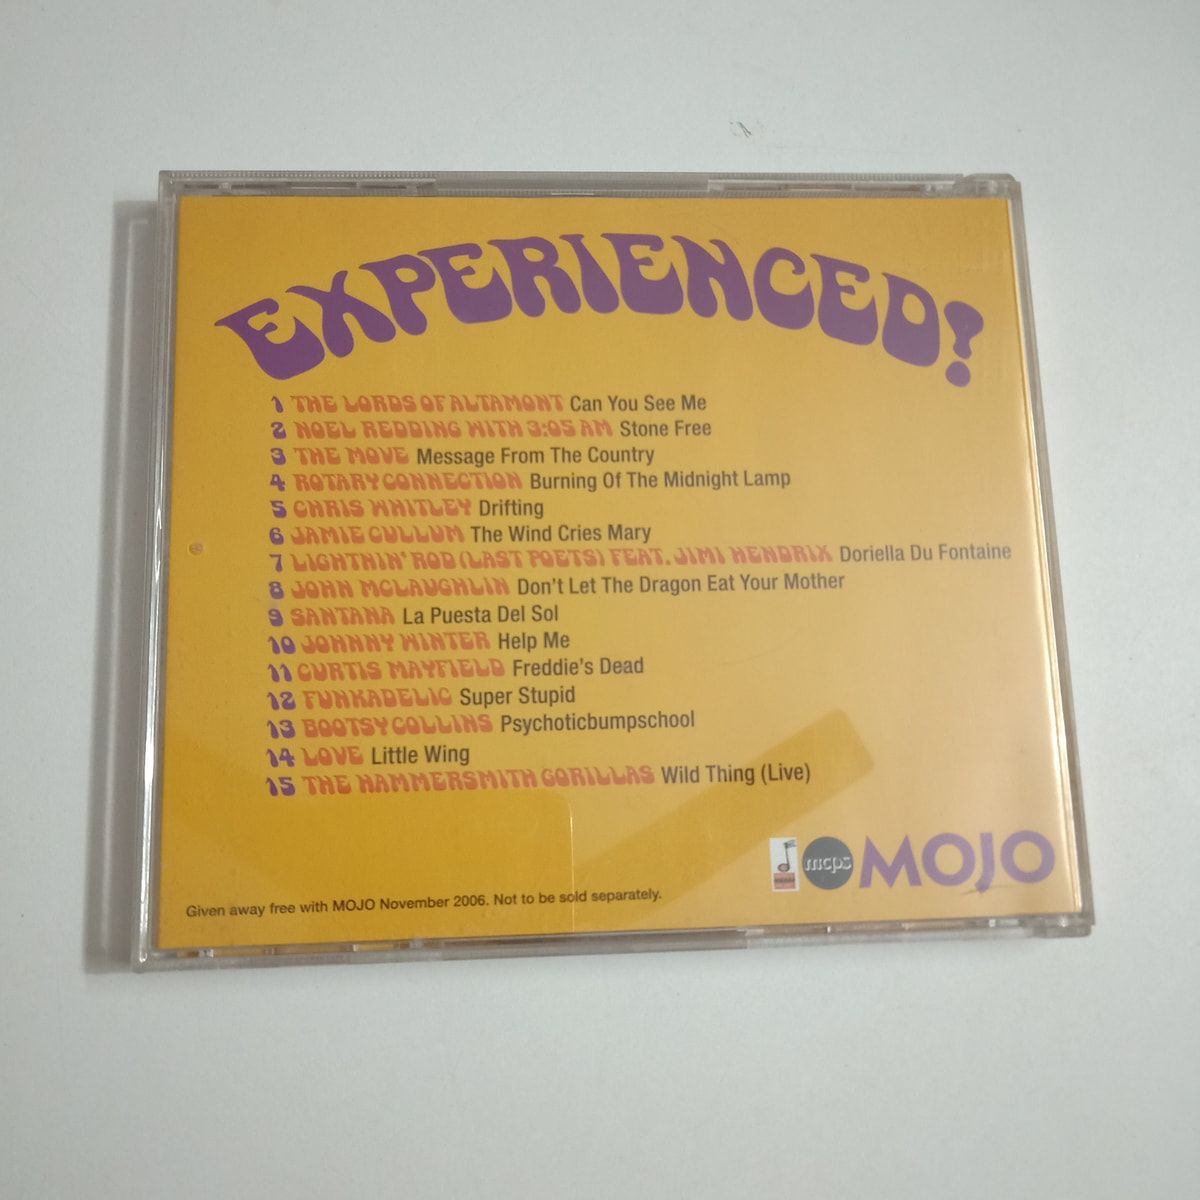 EXPERIENCED!
1 THE LORDS OF ALTAMONT Can You See Me
2 NOEL REDDING WITH 3:05 AM Stone Free
3 THE MOVE Message From The Country
4 ROTARY CONNECTION Burning Of The Midnight Lamp
5 CHRIS WHITLEY Drifting
6 JAMIE CULLUM The Wind Cries Mary
7 LIGHTNIN' ROD (LAST POETS) FEAT. JIMI HENDRIX Doriella Du Fontaine
8 JOHN MCLAUGHLIN Don't Let The Dragon Eat Your Mother
9 SANTANA La Puesta Del Sol
10 JOHNNY WINTER Help Me
11 CURTIS MAYFIELD Freddie's Dead
12 FUNKADELIC Super Stupid
13 BOOTSY COLLINS Psychoticbumpschool
14 LOVE Little Wing
15 THE HAMMERSMITH GORILLAS Wild Thing (Live)
mcps MOJO
Given away free with MOJO November 2006. Not to be sold separately.